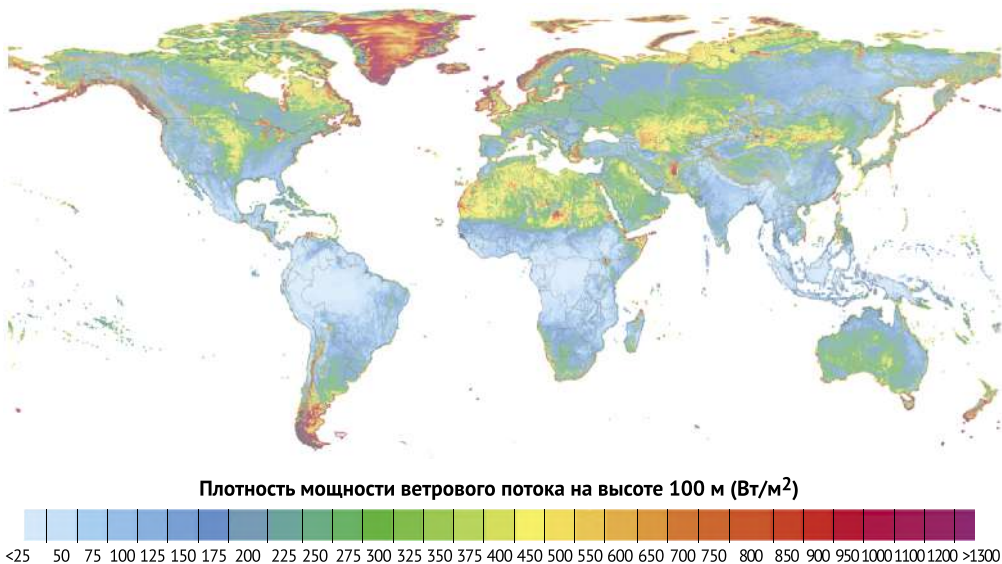 Плотность мощности ветрового потока на высоте 100 м (Вт/м²)
<25 50 75 100 125 150 175 200 225 250 275 300 325 350 375 400 450 500 550 600 650 700 750 800 850 900 950 1000 1100 1200 >1300